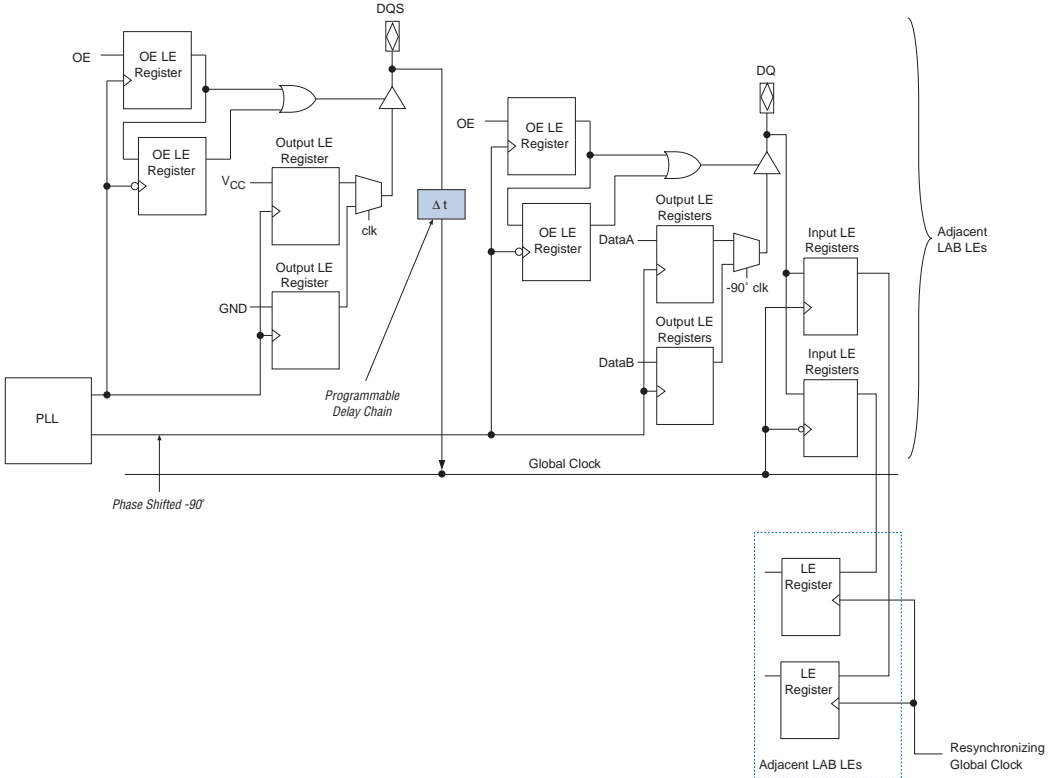 DQS
OE
OE LE
Register
OE LE
Register
Output LE
Register
VCC
clk
Output LE
Register
GND
Δ t
Programmable
Delay Chain
PLL
Phase Shifted -90°
Global Clock
DQ
OE
OE LE
Register
OE LE
Register
Output LE
Registers
DataA
-90° clk
Output LE
Registers
DataB
Input LE
Registers
Input LE
Registers
Adjacent
LAB LEs
LE
Register
LE
Register
Adjacent LAB LEs
Resynchronizing
Global Clock